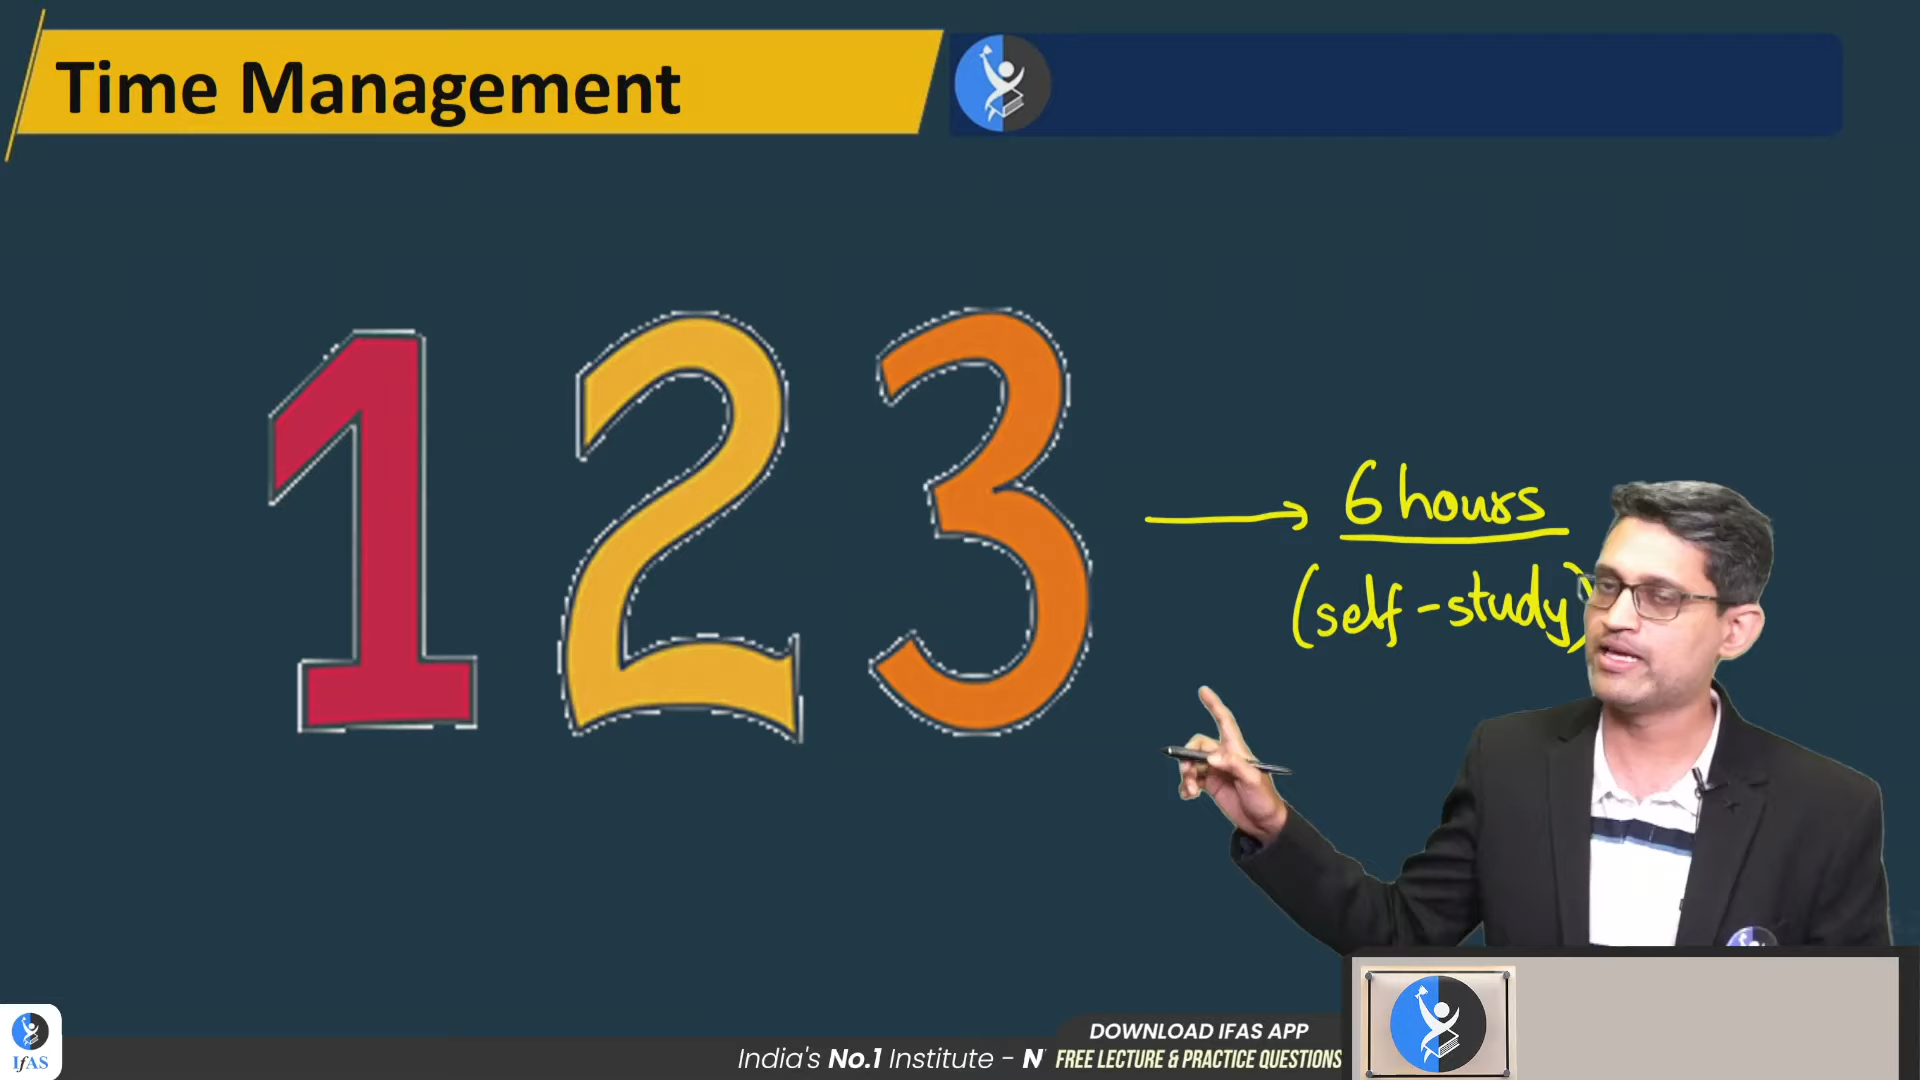 Time Management
1 2 3
→ 6 hours
(self-study)
IfAS
India's No.1 Institute - N
DOWNLOAD IFAS APP
FREE LECTURE & PRACTICE QUESTIONS